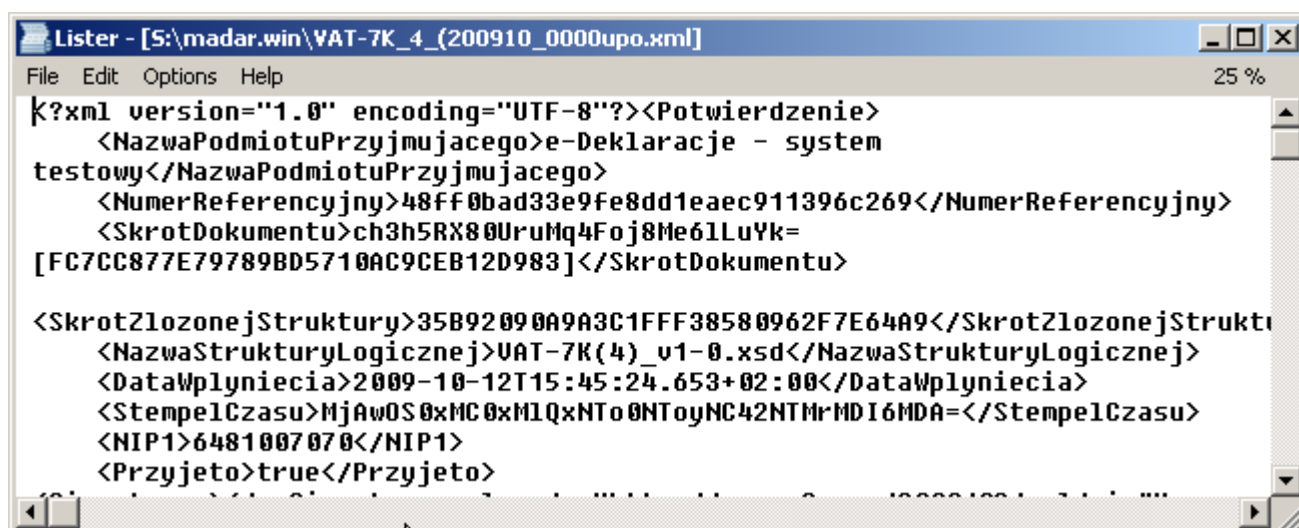 Lister - [S:\madar.win\VAT-7K_4_(200910_0000upo.xml]
File Edit Options Help 25 %
<?xml version="1.0" encoding="UTF-8"?><Potwierdzenie>
<NazwaPodmiotuPrzyjmujacego>e-Deklaracje - system
testowy</NazwaPodmiotuPrzyjmujacego>
<NumerReferencyjny>48ff0bad33e9fe8dd1eaec911396c269</NumerReferencyjny>
<SkrotDokumentu>ch3h5RX80UruMq4Foj8Me6lLuYk=
[FC7CC877E79789BD5710AC9CEB12D983]</SkrotDokumentu>
<SkrotZlozonejStruktury>35B92090A9A3C1FFF38580962F7E64A9</SkrotZlozonejStruktu
<NazwaStrukturyLogicznej>VAT-7K(4)_v1-0.xsd</NazwaStrukturyLogicznej>
<DataWplyniecia>2009-10-12T15:45:24.653+02:00</DataWplyniecia>
<StempelCzasu>MjAwOS0xMC0xMlQxNTo0NToyNC42NTMrMDI6MDA=</StempelCzasu>
<NIP1>6481007070</NIP1>
<Przyjeto>true</Przyjeto>